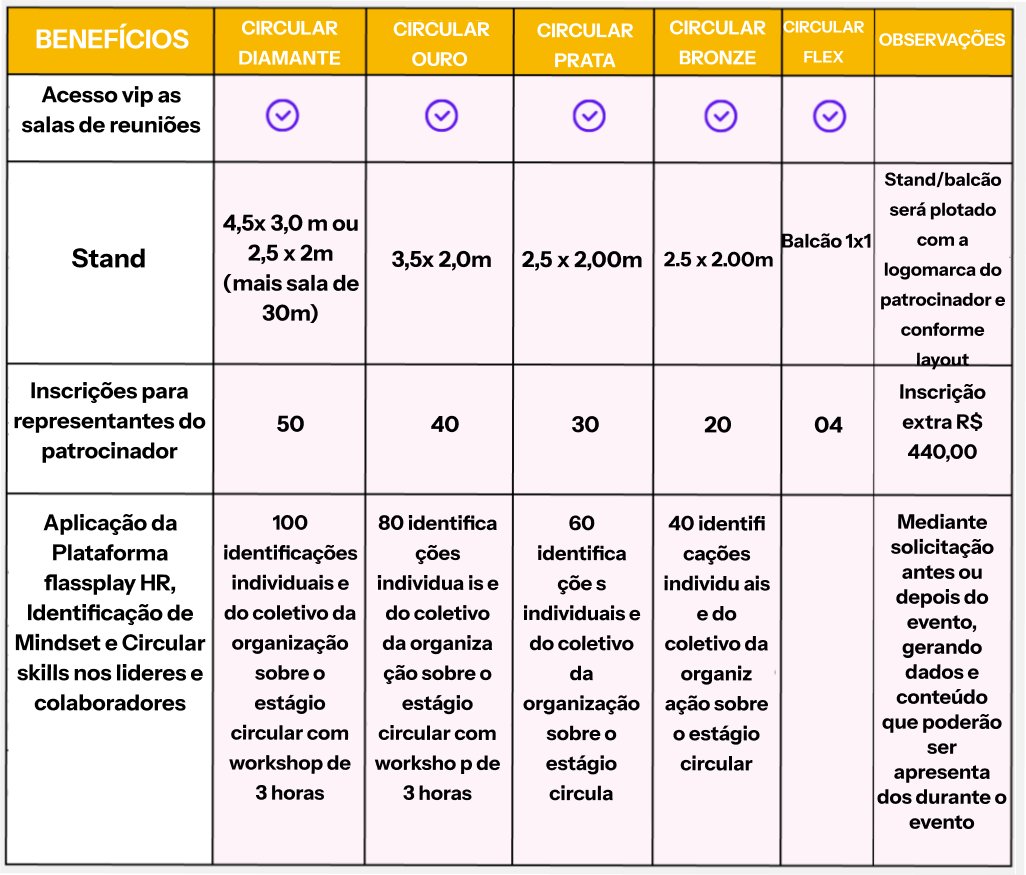 BENEFÍCIOS
CIRCULAR
DIAMANTE
CIRCULAR
OURO
CIRCULAR
PRATA
CIRCULAR
BRONZE
CIRCULAR
FLEX
OBSERVAÇÕES
Acesso vip as
salas de reuniões
Stand
4,5x 3,0 m ou
2,5 x 2m
(mais sala de
30m)
3,5x 2,0m
2,5 x 2,00m
2.5 x 2.00m
Balcão 1x1
Stand/balcão
será plotado
com a
logomarca do
patrocinador e
conforme
layout
Inscrições para
representantes do
patrocinador
50
40
30
20
04
Inscrição
extra R$
440,00
Aplicação da
Plataforma
flassplay HR,
Identificação de
Mindset e Circular
skills nos lideres e
colaboradores
100
identificações
individuais e
do coletivo da
organização
sobre o
estágio
circular com
workshop de
3 horas
80 identifica
ções
individua is e
do coletivo
da organiza
ção sobre o
estágio
circular com
worksho p de
3 horas
60
identifica
çõe s
individuais e
do coletivo
da
organização
sobre o
estágio
circula
40 identifi
cações
individu ais
e do
coletivo da
organiz
ação sobre
o estágio
circular
Mediante
solicitação
antes ou
depois do
evento,
gerando
dados e
conteúdo
que poderão
ser
apresenta
dos durante o
evento